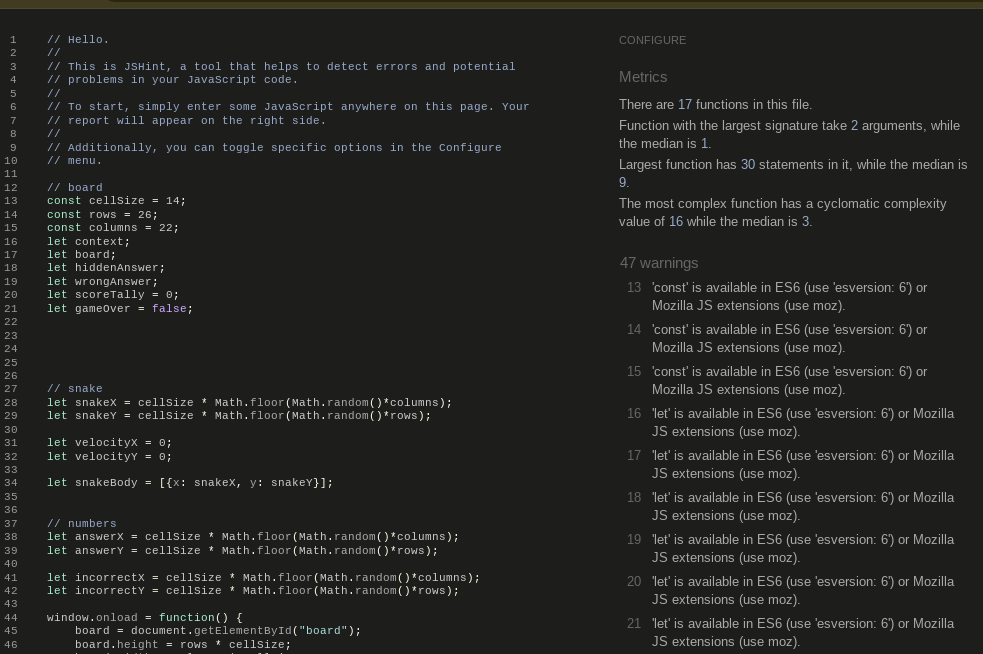 1 // Hello.
2 //
3 // This is JSHint, a tool that helps to detect errors and potential
4 // problems in your JavaScript code.
5 //
6 // To start, simply enter some JavaScript anywhere on this page. Your
7 // report will appear on the right side.
8 //
9 // Additionally, you can toggle specific options in the Configure
10 // menu.
11
12 // board
13 const cellSize = 14;
14 const rows = 26;
15 const columns = 22;
16 let context;
17 let board;
18 let hiddenAnswer;
19 let wrongAnswer;
20 let scoreTally = 0;
21 let gameOver = false;
22
23
24
25
26
27 // snake
28 let snakeX = cellSize * Math.floor(Math.random()*columns);
29 let snakeY = cellSize * Math.floor(Math.random()*rows);
30
31 let velocityX = 0;
32 let velocityY = 0;
33
34 let snakeBody = [{x: snakeX, y: snakeY}];
35
36
37 // numbers
38 let answerX = cellSize * Math.floor(Math.random()*columns);
39 let answerY = cellSize * Math.floor(Math.random()*rows);
40
41 let incorrectX = cellSize * Math.floor(Math.random()*columns);
42 let incorrectY = cellSize * Math.floor(Math.random()*rows);
43
44 window.onload = function() {
45 board = document.getElementById("board");
46 board.height = rows * cellSize;
CONFIGURE
Metrics
There are 17 functions in this file.
Function with the largest signature take 2 arguments, while
the median is 1.
Largest function has 30 statements in it, while the median is
9.
The most complex function has a cyclomatic complexity
value of 16 while the median is 3.
47 warnings
13 'const' is available in ES6 (use 'esversion: 6') or
Mozilla JS extensions (use moz).
14 'const' is available in ES6 (use 'esversion: 6') or
Mozilla JS extensions (use moz).
15 'const' is available in ES6 (use 'esversion: 6') or
Mozilla JS extensions (use moz).
16 'let' is available in ES6 (use 'esversion: 6') or Mozilla
JS extensions (use moz).
17 'let' is available in ES6 (use 'esversion: 6') or Mozilla
JS extensions (use moz).
18 'let' is available in ES6 (use 'esversion: 6') or Mozilla
JS extensions (use moz).
19 'let' is available in ES6 (use 'esversion: 6') or Mozilla
JS extensions (use moz).
20 'let' is available in ES6 (use 'esversion: 6') or Mozilla
JS extensions (use moz).
21 'let' is available in ES6 (use 'esversion: 6') or Mozilla
JS extensions (use moz).